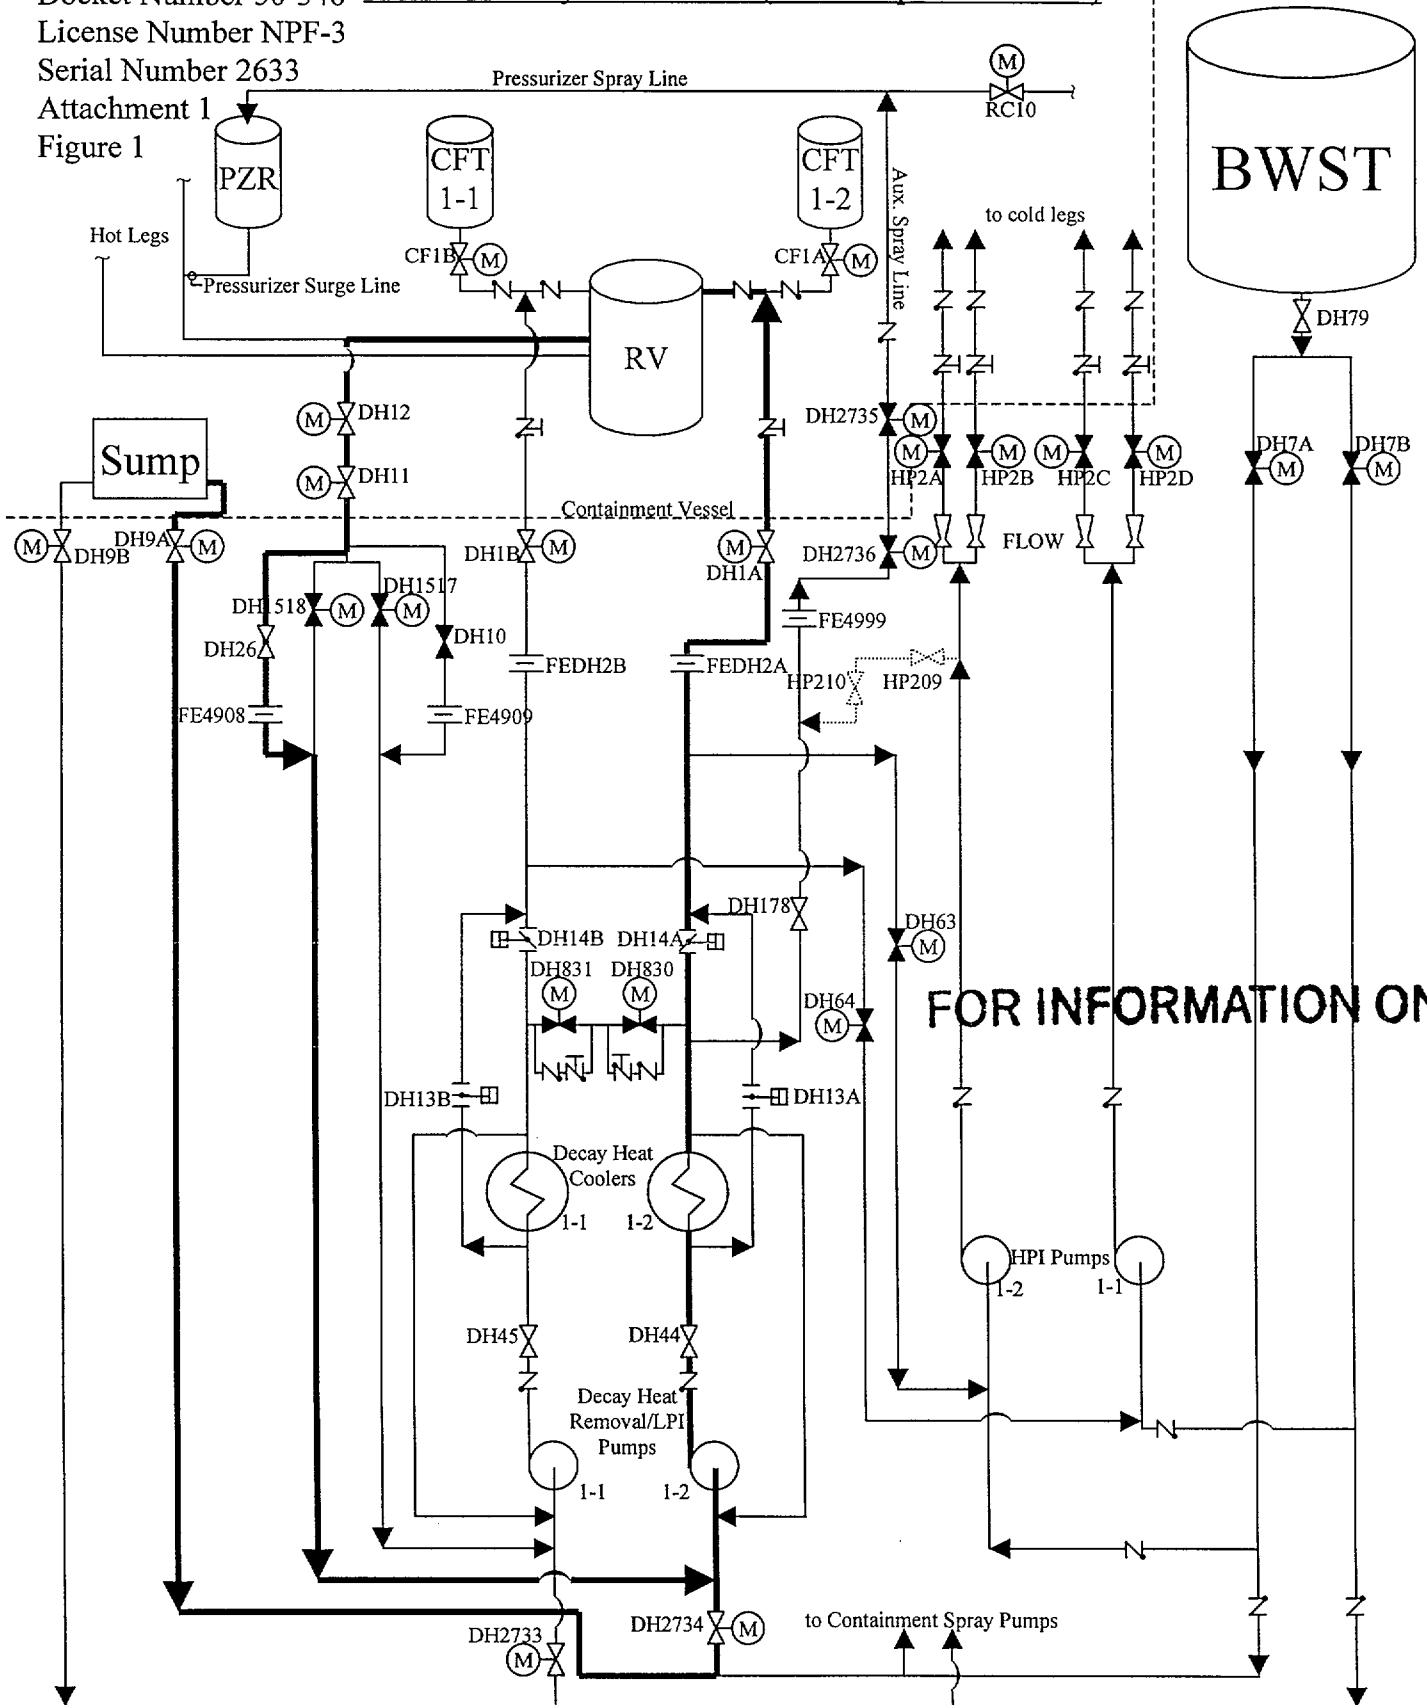 License Number NPF-3
Serial Number 2633
Attachment 1
Figure 1
Pressurizer Spray Line
M
RC10
PZR
CFT
1-1
CFT
1-2
BWST
Aux. Spray Line
to cold legs
Hot Legs
CF1B
M
CF1A
M
Pressurizer Surge Line
DH79
RV
M
DH12
DH2735
M
Sump
M
DH11
M
HP2A
M
HP2B
M
HP2C
M
HP2D
DH7A
M
DH7B
M
Containment Vessel
M
DH9B
DH9A
M
DH1B
M
M
DH1A
DH2736
M
FLOW
DH1518
M
DH1517
M
FE4999
DH26
DH10
FEDH2B
FEDH2A
HP210
HP209
FE4908
FE4909
DH178
DH63
M
DH14B
DH14A
DH831
M
DH830
M
DH64
M
FOR INFORMATION ON
DH13B
DH13A
Decay Heat
Coolers
1-1
1-2
HPI Pumps
1-2
1-1
DH45
DH44
Decay Heat
Removal/LPI
Pumps
1-1
1-2
DH2733
M
DH2734
M
to Containment Spray Pumps